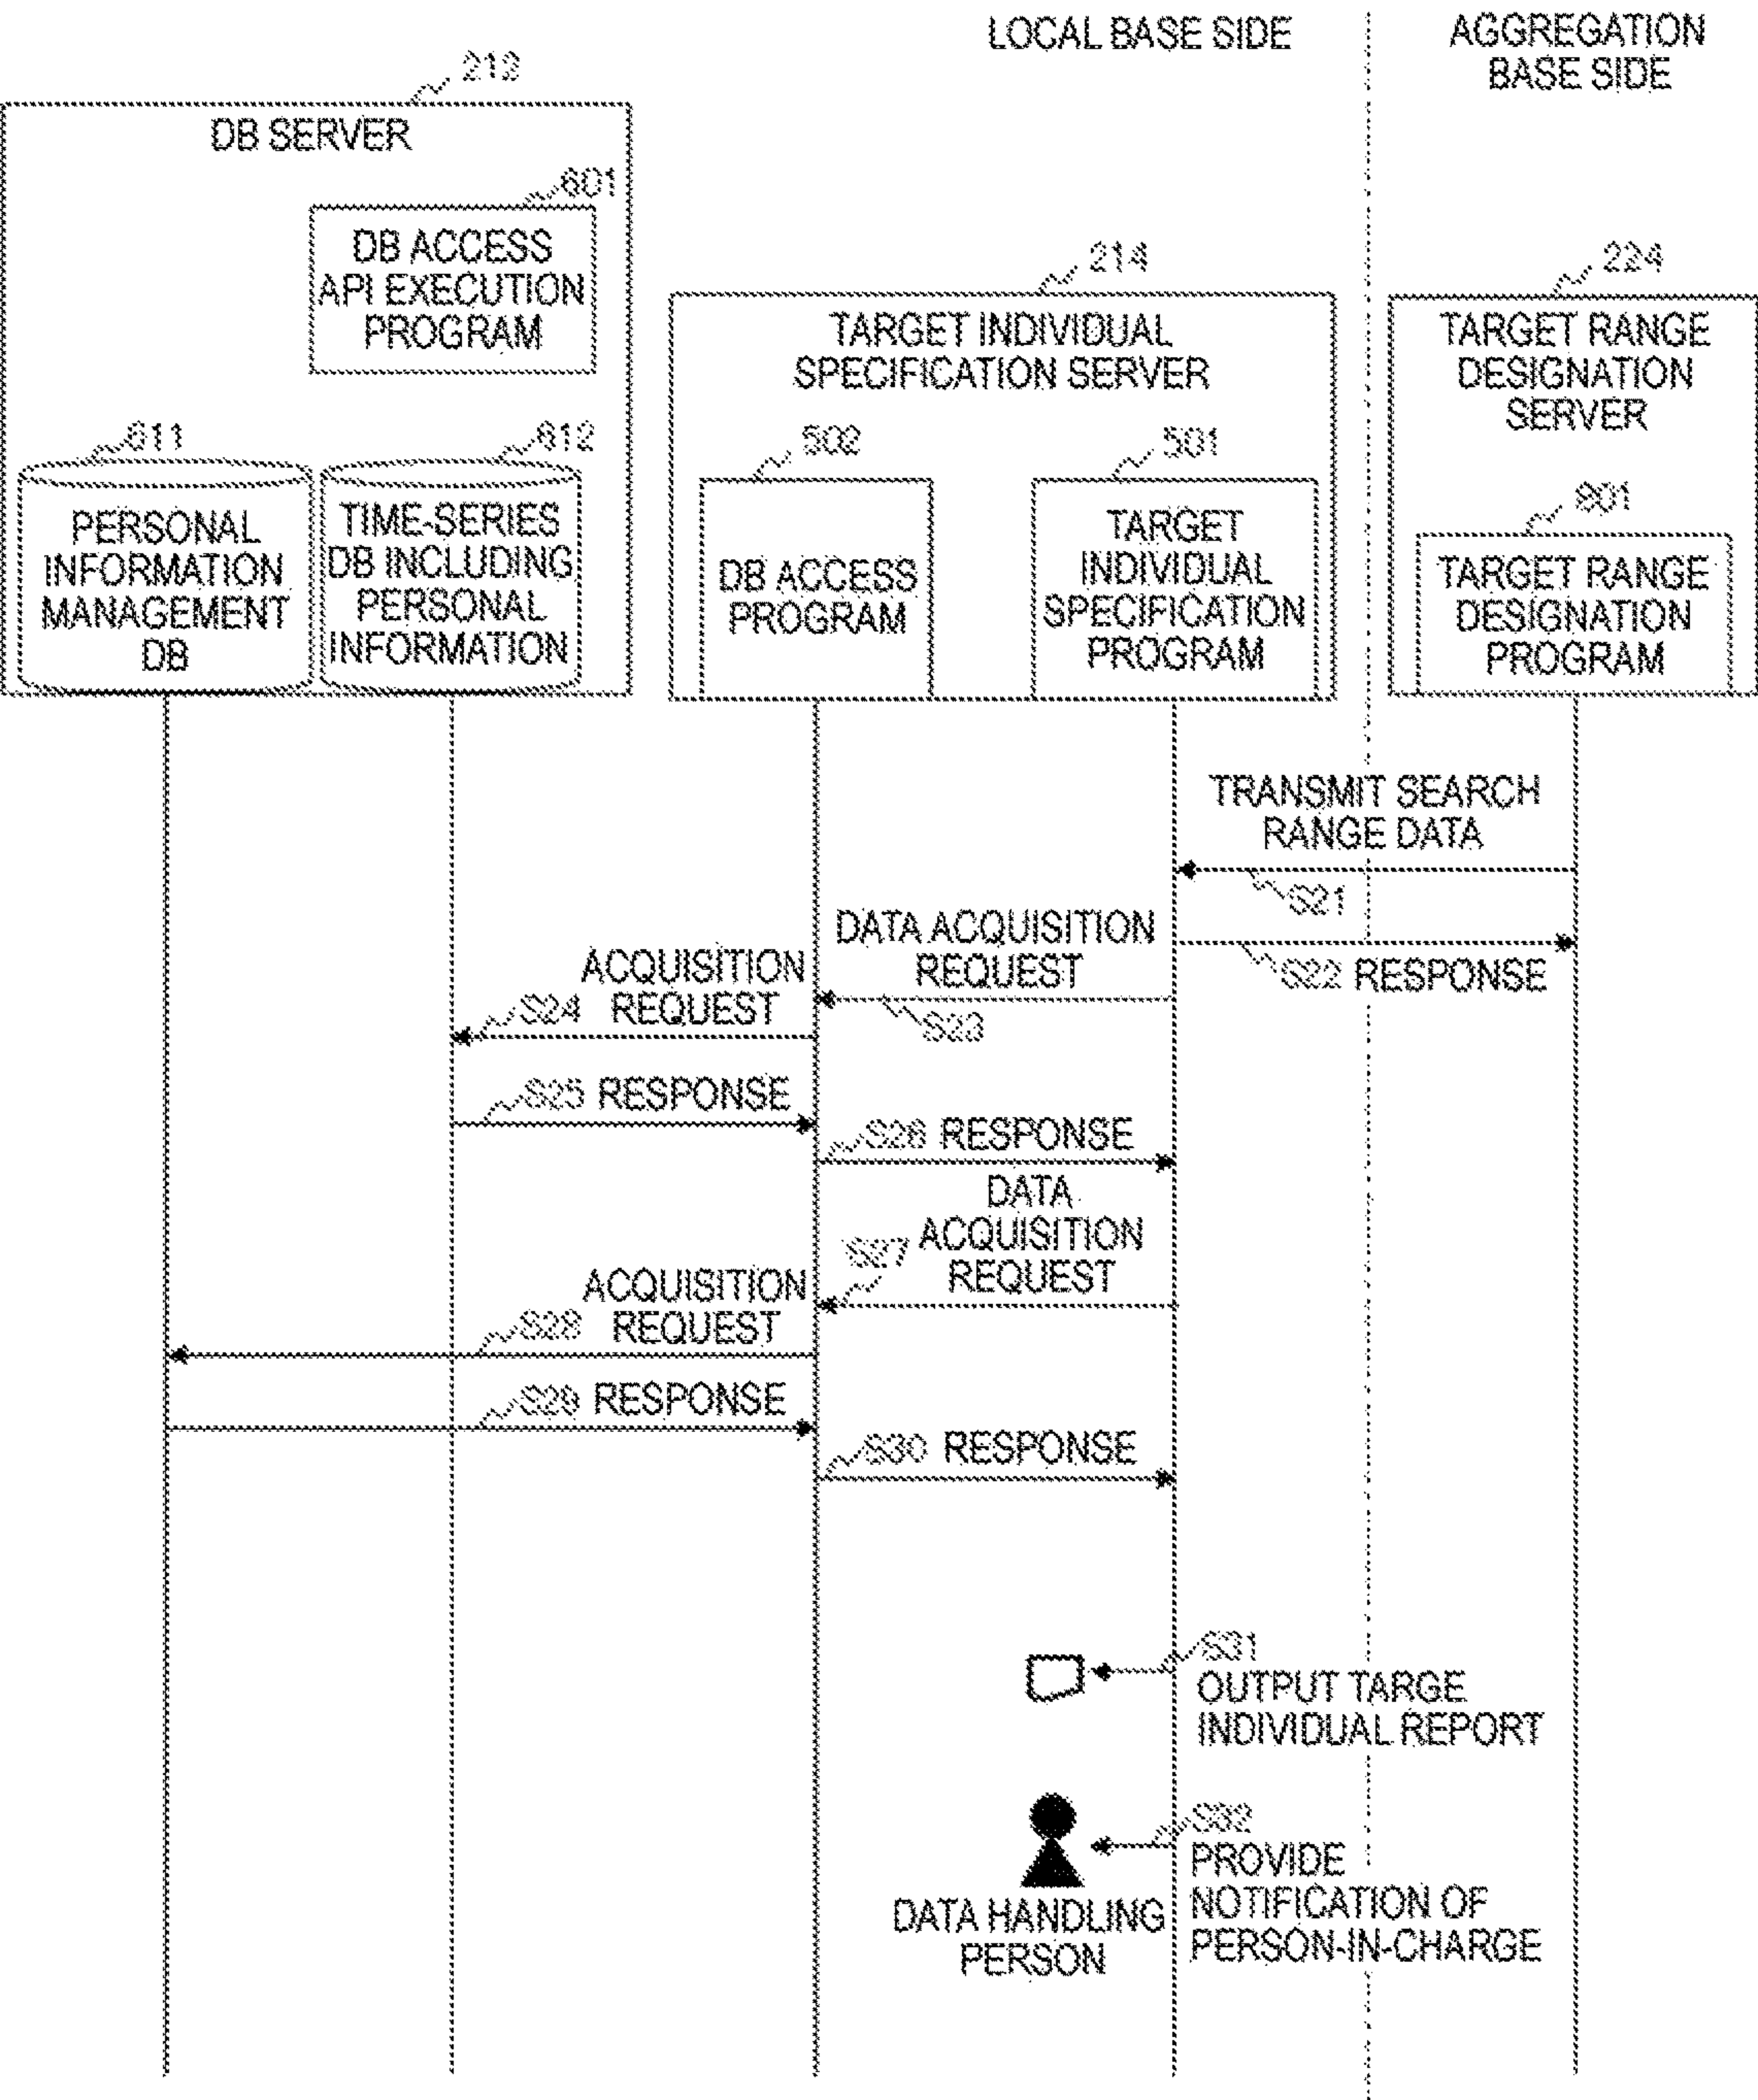 LOCAL BASE SIDE
AGGREGATION
BASE SIDE
212
DB SERVER
601
DB ACCESS
API EXECUTION
PROGRAM
611
PERSONAL
INFORMATION
MANAGEMENT
DB
612
TIME-SERIES
DB INCLUDING
PERSONAL
INFORMATION
214
TARGET INDIVIDUAL
SPECIFICATION SERVER
502
DB ACCESS
PROGRAM
501
TARGET
INDIVIDUAL
SPECIFICATION
PROGRAM
224
TARGET RANGE
DESIGNATION
SERVER
801
TARGET RANGE
DESIGNATION
PROGRAM
TRANSMIT SEARCH
RANGE DATA
S21
S22 RESPONSE
DATA ACQUISITION
REQUEST
S23
ACQUISITION
S24 REQUEST
S25 RESPONSE
S26 RESPONSE
DATA
S27 ACQUISITION
REQUEST
ACQUISITION
S28 REQUEST
S29 RESPONSE
S30 RESPONSE
S31
OUTPUT TARGE
INDIVIDUAL REPORT
S32
PROVIDE
NOTIFICATION OF
PERSON-IN-CHARGE
DATA HANDLING
PERSON